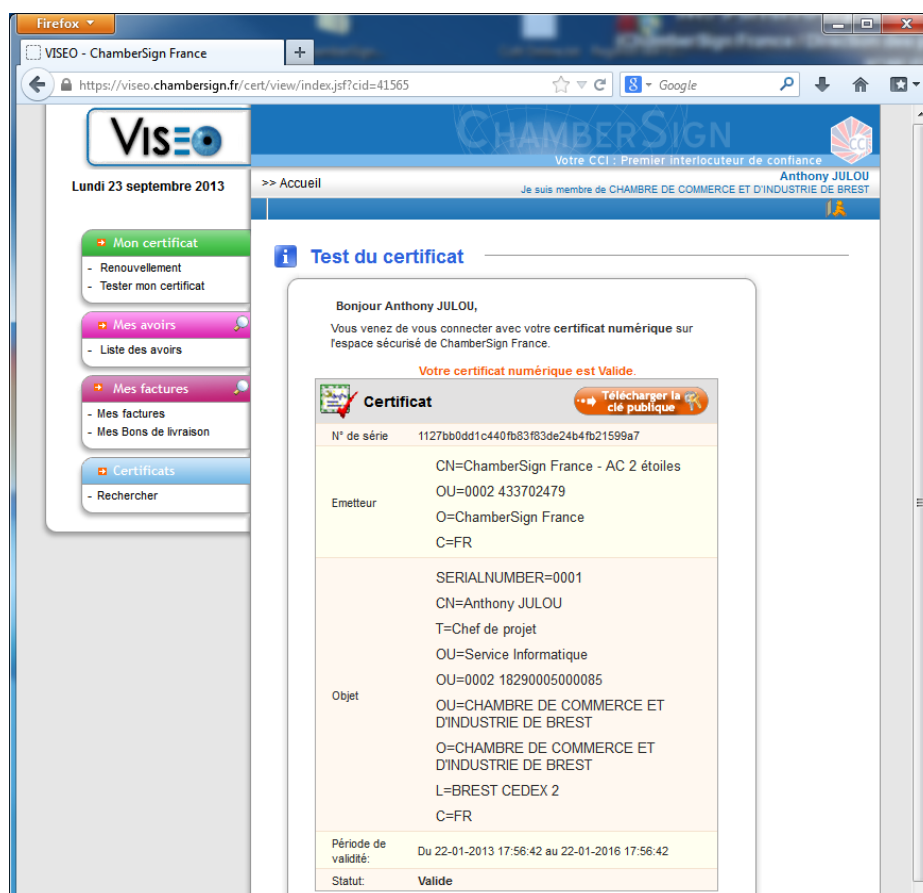 Firefox
VISEO - ChamberSign France
https://viseo.chambersign.fr/cert/view/index.jsf?cid=41565
Google
VISEO
CHAMBERSIGN
Votre CCI : Premier interlocuteur de confiance
CCI
Lundi 23 septembre 2013
>> Accueil
Anthony JULOU
Je suis membre de CHAMBRE DE COMMERCE ET D'INDUSTRIE DE BREST
Mon certificat
- Renouvellement
- Tester mon certificat
Mes avoirs
- Liste des avoirs
Mes factures
- Mes factures
- Mes Bons de livraison
Certificats
- Rechercher
Test du certificat
Bonjour Anthony JULOU,
Vous venez de vous connecter avec votre certificat numérique sur
l'espace sécurisé de ChamberSign France.
Votre certificat numérique est Valide.
Certificat
Télécharger la
clé publique
N° de série 1127bb0dd1c440fb83f83de24b4fb21599a7
Emetteur
CN=ChamberSign France - AC 2 étoiles
OU=0002 433702479
O=ChamberSign France
C=FR
Objet
SERIALNUMBER=0001
CN=Anthony JULOU
T=Chef de projet
OU=Service Informatique
OU=0002 18290005000085
OU=CHAMBRE DE COMMERCE ET
D'INDUSTRIE DE BREST
O=CHAMBRE DE COMMERCE ET
D'INDUSTRIE DE BREST
L=BREST CEDEX 2
C=FR
Période de
validité:
Du 22-01-2013 17:56:42 au 22-01-2016 17:56:42
Statut: Valide